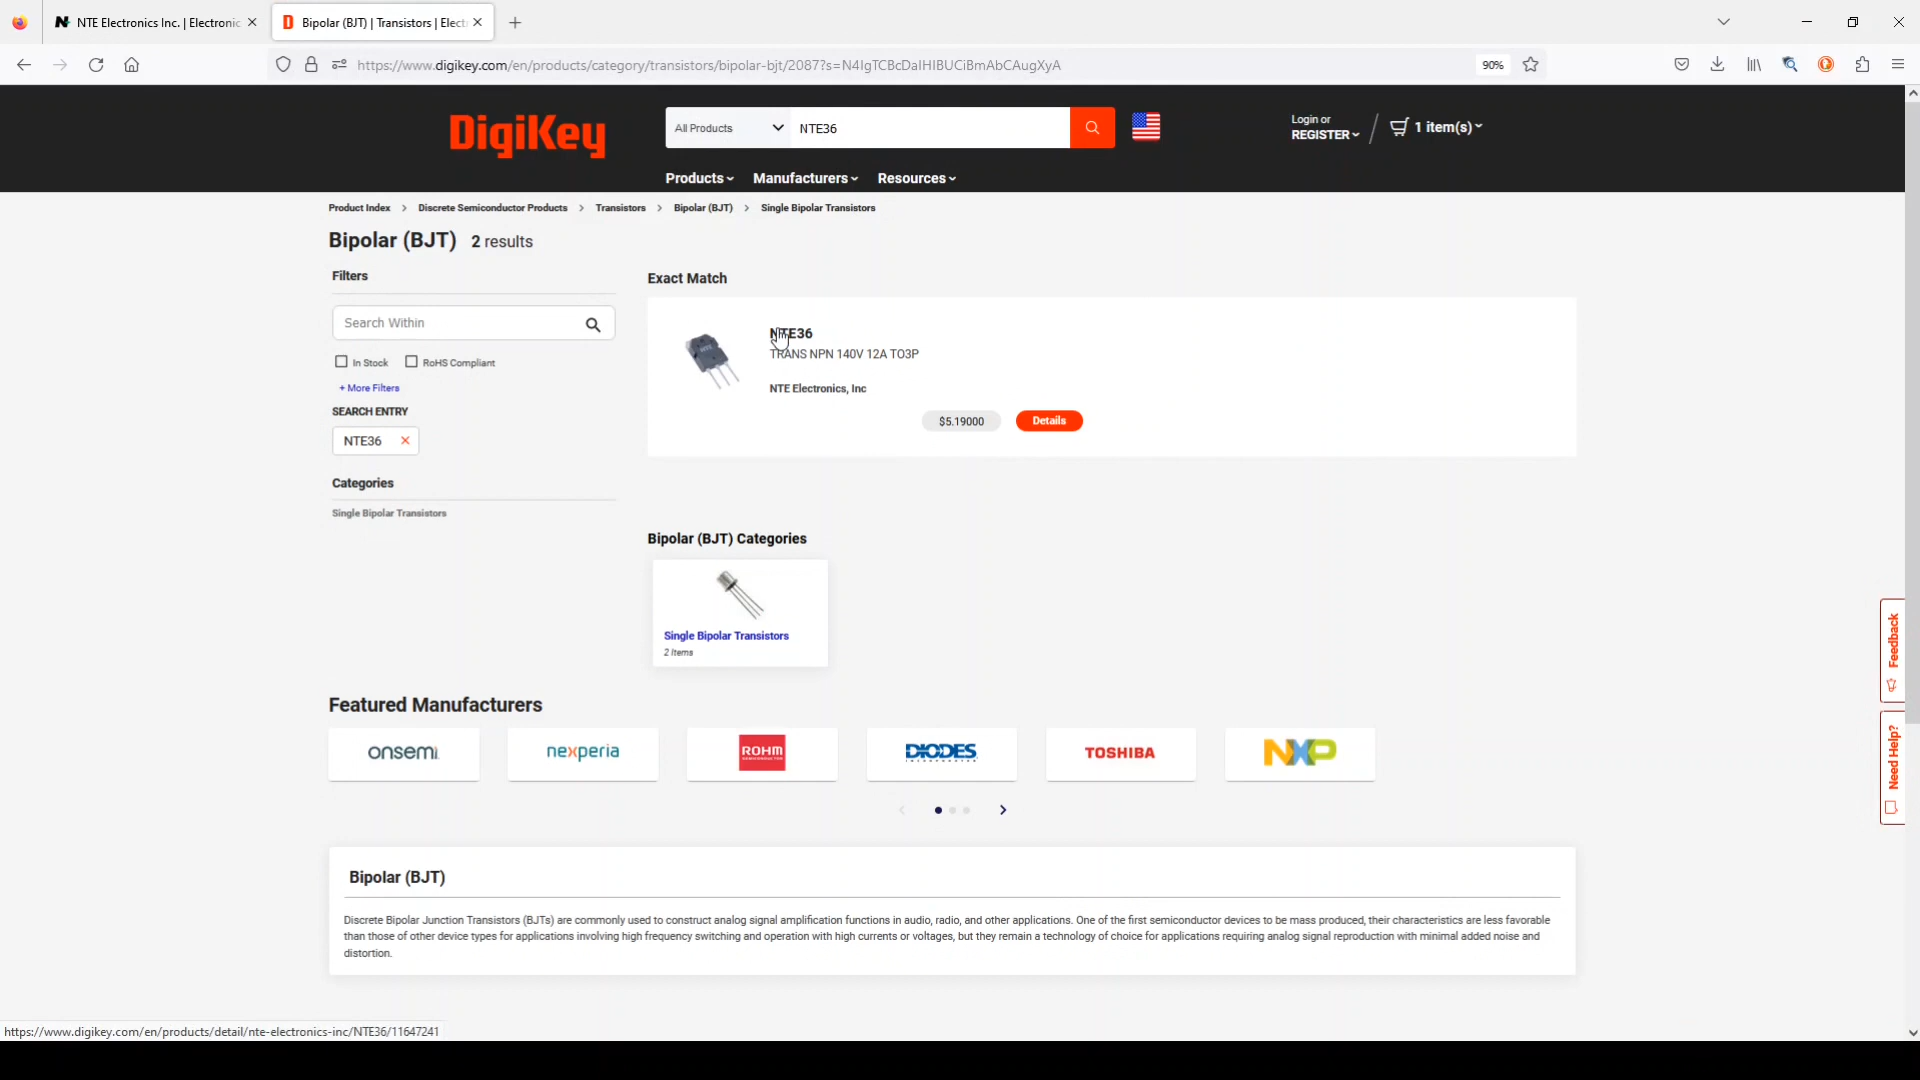 NTE Electronics Inc. | Electronic
Bipolar (BJT) | Transistors | Elect
https://www.digikey.com/en/products/category/transistors/bipolar-bjt/2087?s=N4IgTCBcDaIHIBUCiBmAbCAugXyA
90%
DigiKey
All Products
NTE36
Login or
REGISTER
1 item(s)
Products
Manufacturers
Resources
Product Index > Discrete Semiconductor Products > Transistors > Bipolar (BJT) > Single Bipolar Transistors
Bipolar (BJT) 2 results
Filters
Search Within
In Stock
RoHS Compliant
+ More Filters
SEARCH ENTRY
NTE36
Categories
Single Bipolar Transistors
Exact Match
NTE36
TRANS NPN 140V 12A TO3P
NTE Electronics, Inc
$5.19000
Details
Bipolar (BJT) Categories
Single Bipolar Transistors
2 Items
Featured Manufacturers
onsemi
nexperia
ROHM
SEMICONDUCTOR
DIODES
INCORPORATED
TOSHIBA
NXP
Bipolar (BJT)
Discrete Bipolar Junction Transistors (BJTs) are commonly used to construct analog signal amplification functions in audio, radio, and other applications. One of the first semiconductor devices to be mass produced, their characteristics are less favorable
than those of other device types for applications involving high frequency switching and operation with high currents or voltages, but they remain a technology of choice for applications requiring analog signal reproduction with minimal added noise and
distortion.
Feedback
Need Help?
https://www.digikey.com/en/products/detail/nte-electronics-inc/NTE36/11647241